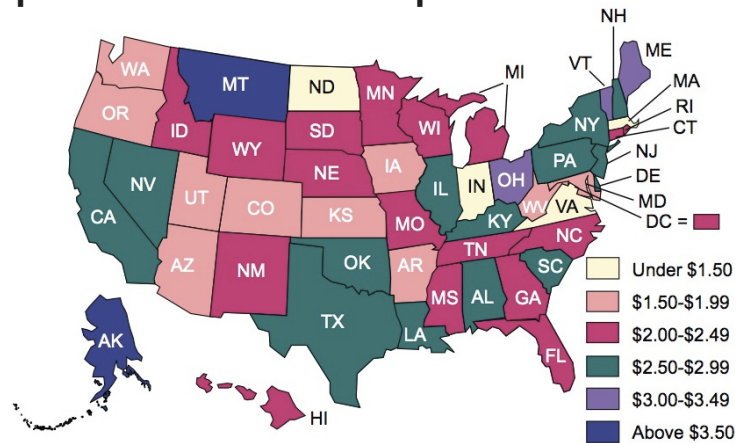 NH
ME
VT
MA
RI
CT
NJ
DE
MD
DC =
MI
WA
OR
MT
ID
WY
ND
SD
NE
MN
WI
IA
NV
CA
UT
CO
KS
MO
IL
IN
OH
PA
NY
WV
VA
KY
AZ
NM
OK
TX
AR
LA
TN
NC
SC
MS
AL
GA
FL
AK
HI
Under $1.50
$1.50-$1.99
$2.00-$2.49
$2.50-$2.99
$3.00-$3.49
Above $3.50